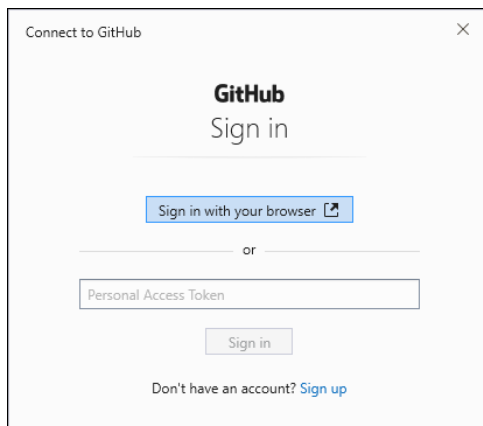 Connect to GitHub
GitHub
Sign in
Sign in with your browser
or
Personal Access Token
Sign in
Don't have an account? Sign up